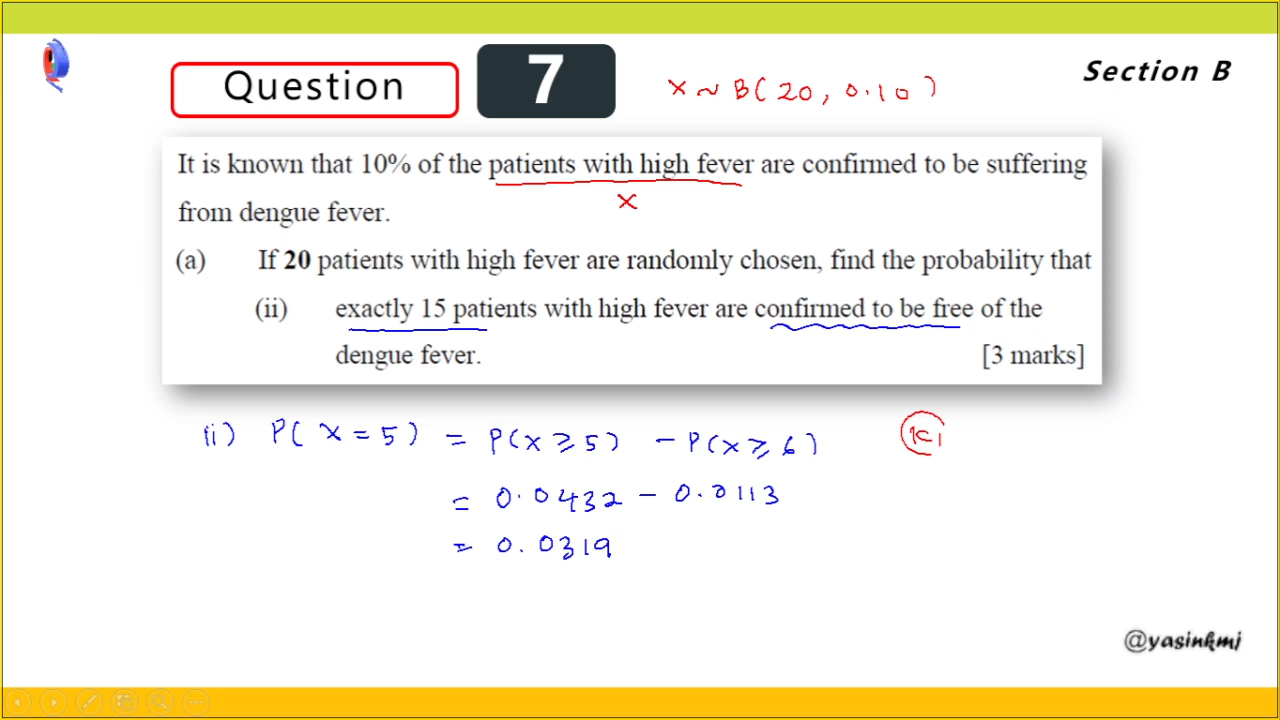 Question
7
X ~ B(20, 0.10)
Section B
It is known that 10% of the patients with high fever are confirmed to be suffering
x
from dengue fever.
(a) If 20 patients with high fever are randomly chosen, find the probability that
(ii) exactly 15 patients with high fever are confirmed to be free of the
dengue fever. [3 marks]
(ii) P(X = 5) = P(X ≥ 5) - P(X ≥ 6) K1
= 0.0432 - 0.0113
= 0.0319
@yasinkmj